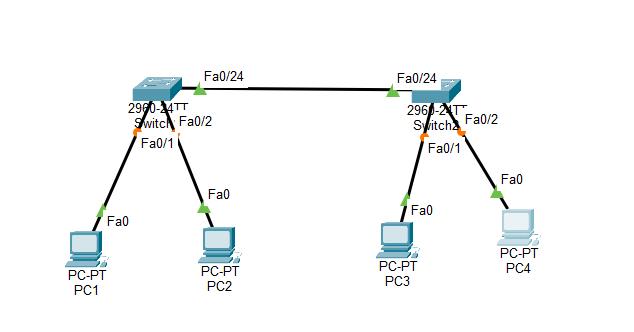 Fa0/24
Fa0/24
2960-24TT
Switch
Fa0/2
Fa0/1
2960-24TT
Switch2
Fa0/2
Fa0/1
Fa0
Fa0
Fa0
Fa0
PC-PT
PC1
PC-PT
PC2
PC-PT
PC3
PC-PT
PC4